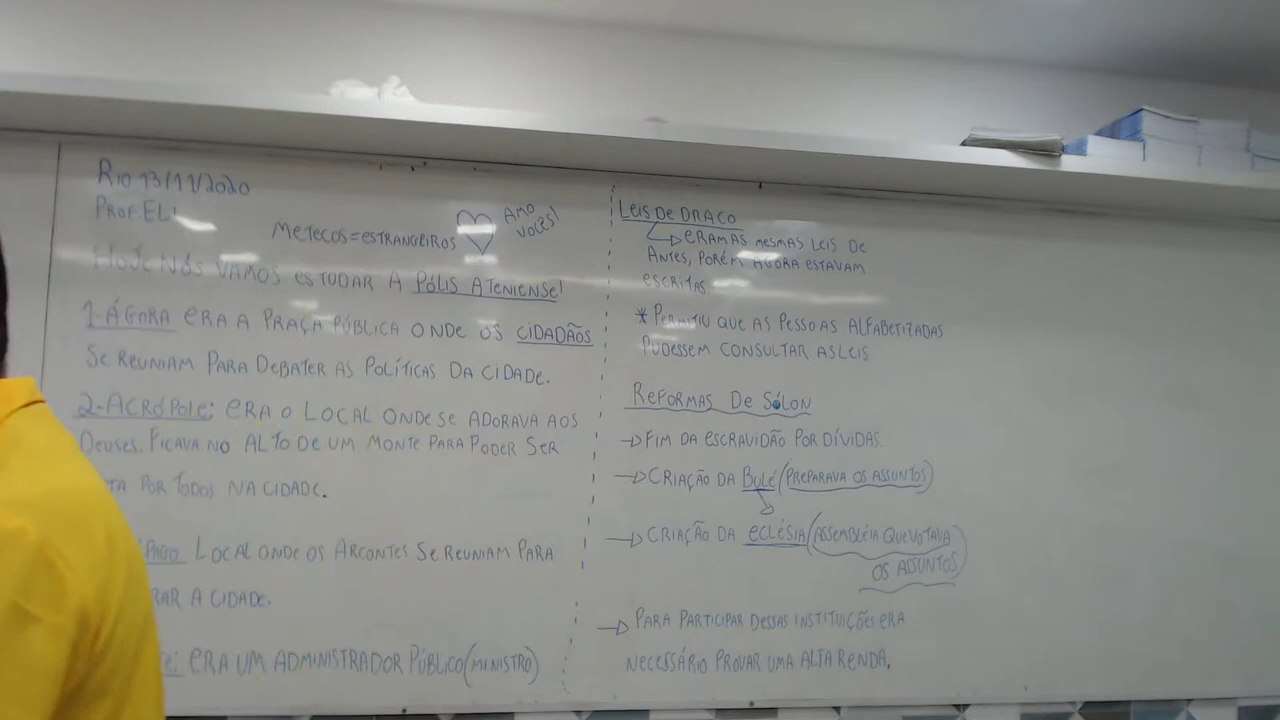 RIO 13/11/2020
PROF. ELI
METECOS = ESTRANGEIROS
AMO
VOCÊS!
HOJE NÓS VAMOS ESTUDAR A PÓLIS ATENIENSE!
1-ÁGORA ERA A PRAÇA PÚBLICA ONDE OS CIDADÃOS
SE REUNIAM PARA DEBATER AS POLÍTICAS DA CIDADE.
2-ACRÓPOLE: ERA O LOCAL ONDE SE ADORAVA AOS
DEUSES. FICAVA NO ALTO DE UM MONTE PARA PODER SER
POR TODOS NA CIDADE.
LOCAL ONDE OS ARCONTES SE REUNIAM PARA
RAR A CIDADE.
E: ERA UM ADMINISTRADOR PÚBLICO (MINISTRO)
LEIS DE DRACO
ERAM AS MESMAS LEIS DE
ANTES, PORÉM AGORA ESTAVAM
ESCRITAS
* PERMITIU QUE AS PESSOAS ALFABETIZADAS
PUDESSEM CONSULTAR AS LEIS
REFORMAS DE SÓLON
→ FIM DA ESCRAVIDÃO POR DÍVIDAS
→ CRIAÇÃO DA BULÉ (PREPARAVA OS ASSUNTOS)
→ CRIAÇÃO DA ECLÉSIA (ASSEMBLÉIA QUE VOTAVA
OS ASSUNTOS)
→ PARA PARTICIPAR DESSAS INSTITUIÇÕES ERA
NECESSÁRIO PROVAR UMA ALTA RENDA.